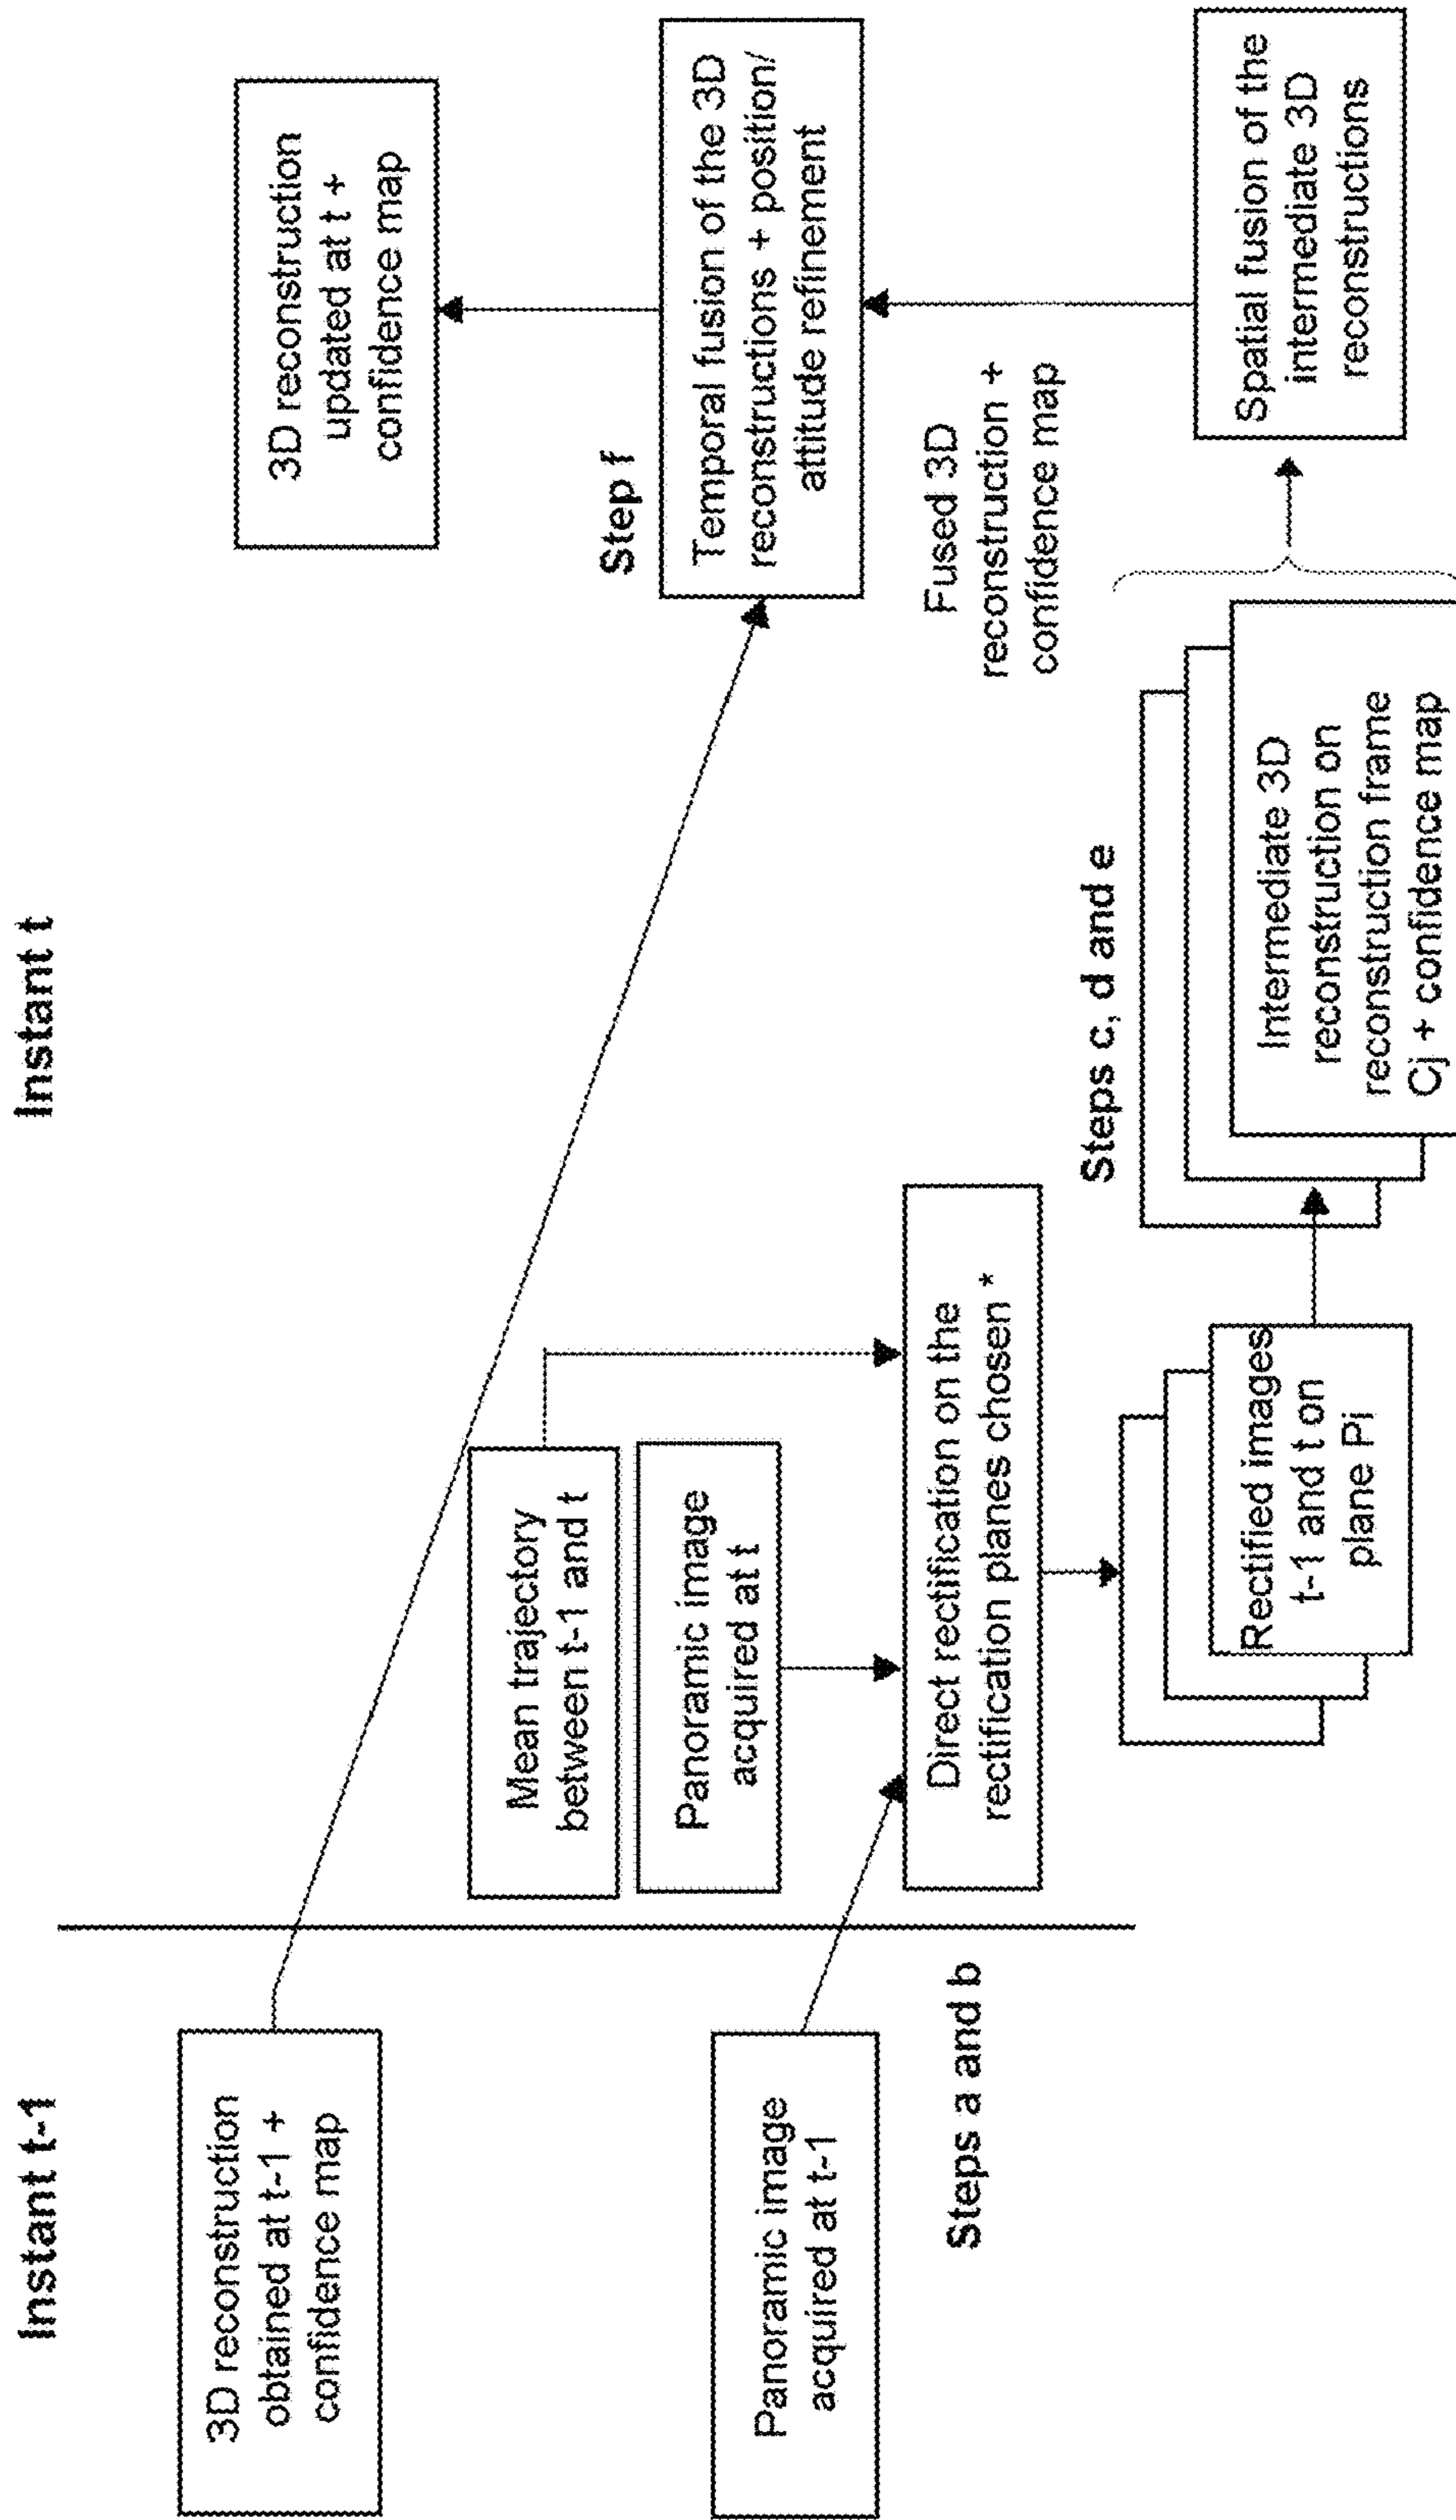 Instant t-1
Instant t
3D reconstruction
obtained at t-1 +
confidence map
3D reconstruction
updated at t +
confidence map
Mean trajectory
between t-1 and t
Step f
Panoramic image
acquired at t
Temporal fusion of the 3D
reconstructions + position/
attitude refinement
Panoramic image
acquired at t-1
Direct rectification on the
rectification planes chosen *
Fused 3D
reconstruction +
confidence map
Steps a and b
Steps c, d and e
Rectified images
t-1 and t on
plane Pi
Intermediate 3D
reconstruction on
reconstruction frame
Cj + confidence map
Spatial fusion of the
intermediate 3D
reconstructions